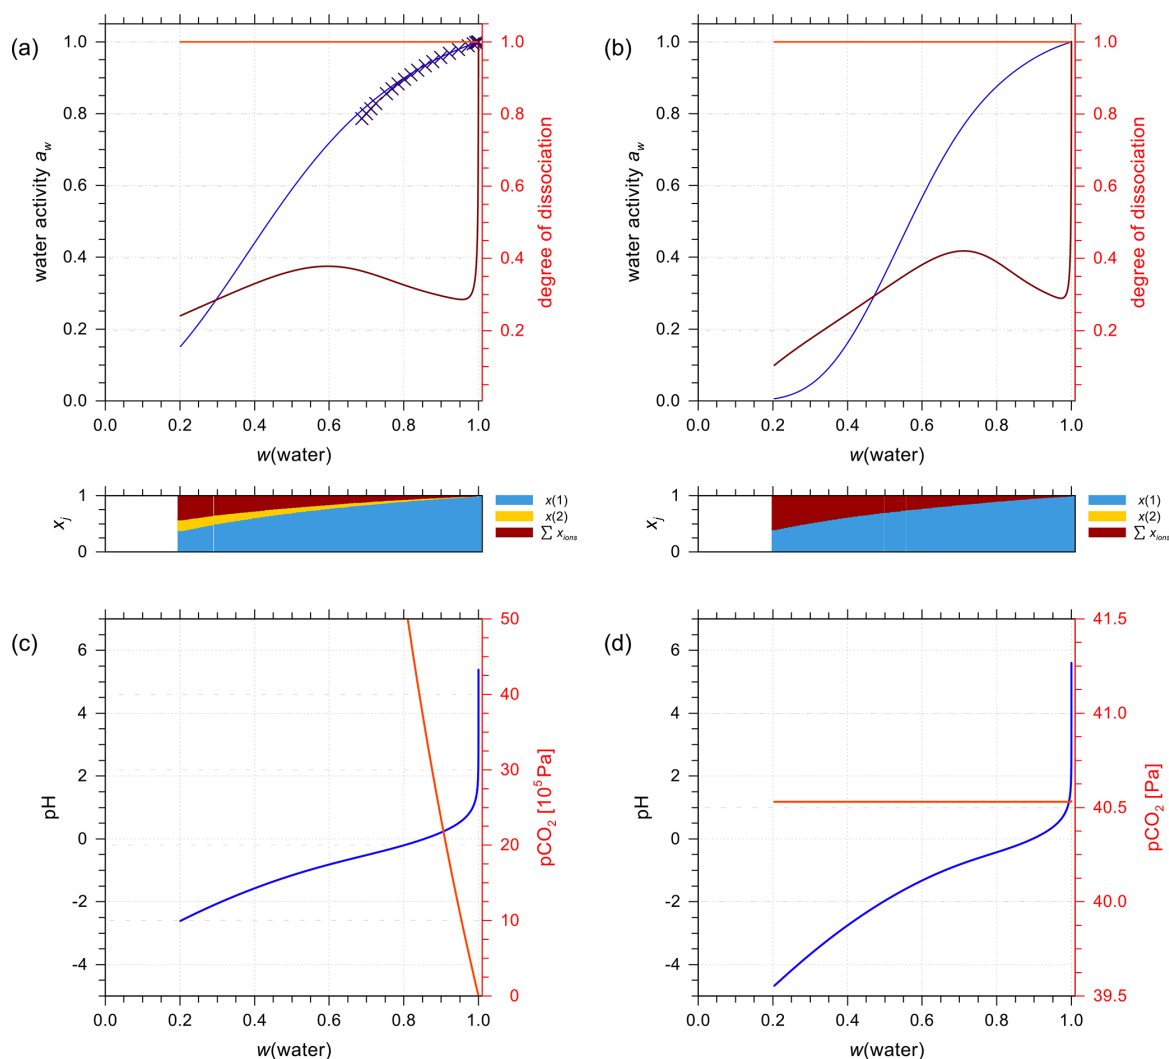 (a)
water activity a_w
1.0
0.8
0.6
0.4
0.2
0.0
1.0
0.8
0.6
0.4
0.2
degree of dissociation
0.0 0.2 0.4 0.6 0.8 1.0
w(water)
(b)
water activity a_w
1.0
0.8
0.6
0.4
0.2
0.0
1.0
0.8
0.6
0.4
0.2
degree of dissociation
0.0 0.2 0.4 0.6 0.8 1.0
w(water)
x_j
1
0
x(1)
x(2)
∑ x_ions
x_j
1
0
x(1)
x(2)
∑ x_ions
(c)
pH
6
4
2
0
-2
-4
50
40
30
20
10
0
pCO₂ [10⁵ Pa]
0.0 0.2 0.4 0.6 0.8 1.0
w(water)
(d)
pH
6
4
2
0
-2
-4
41.5
41.0
40.5
40.0
39.5
pCO₂ [Pa]
0.0 0.2 0.4 0.6 0.8 1.0
w(water)